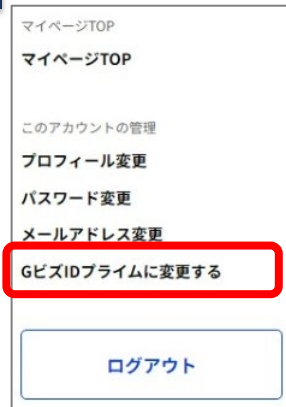 マイページTOP
マイページTOP
このアカウントの管理
プロフィール変更
パスワード変更
メールアドレス変更
GビズIDプライムに変更する
ログアウト